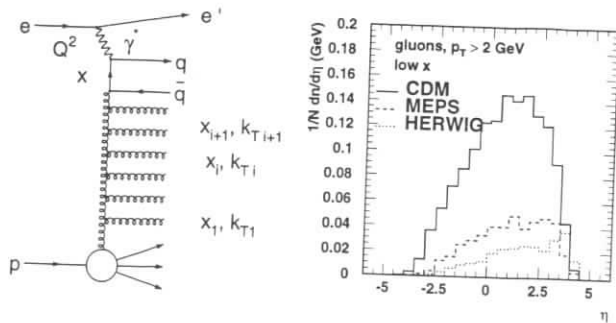 e
e'
Q²
γ*
q
x
q̄
x_{i+1}, k_{T i+1}
x_i, k_{T i}
x_1, k_{T1}
p
1/N dn/dη (GeV)
0.2
0.18
0.16
0.14
0.12
0.1
0.08
0.06
0.04
0.02
0
gluons, p_T > 2 GeV
low x
CDM
MEPS
HERWIG
-5
-2.5
0
2.5
5
η